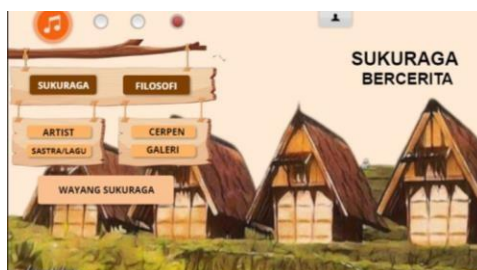 SUKURAGA
BERCERITA
SUKURAGA
FILOSOFI
ARTIST
CERPEN
SASTRA/LAGU
GALERI
WAYANG SUKURAGA